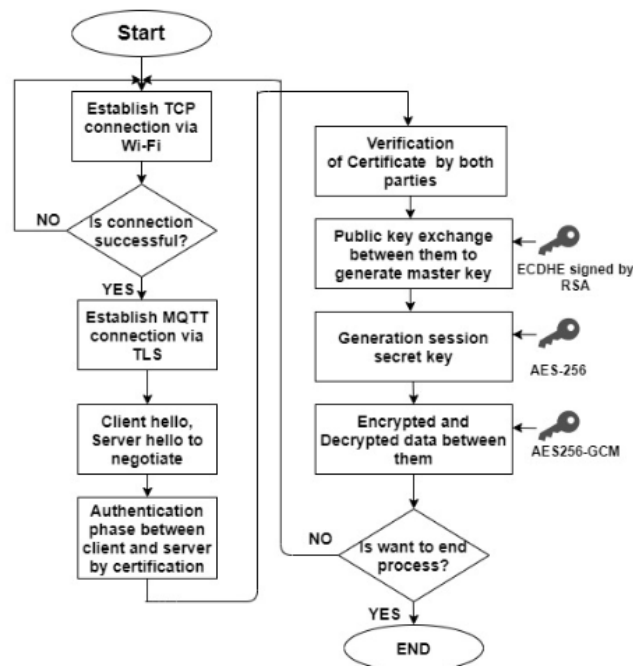 Start
Establish TCP
connection via
Wi-Fi
NO
Is connection
successful?
YES
Establish MQTT
connection via
TLS
Client hello,
Server hello to
negotiate
Authentication
phase between
client and server
by certification
Verification
of Certificate by both
parties
Public key exchange
between them to
generate master key
ECDHE signed by
RSA
Generation session
secret key
AES-256
Encrypted and
Decrypted data between
them
AES256-GCM
NO
Is want to end
process?
YES
END